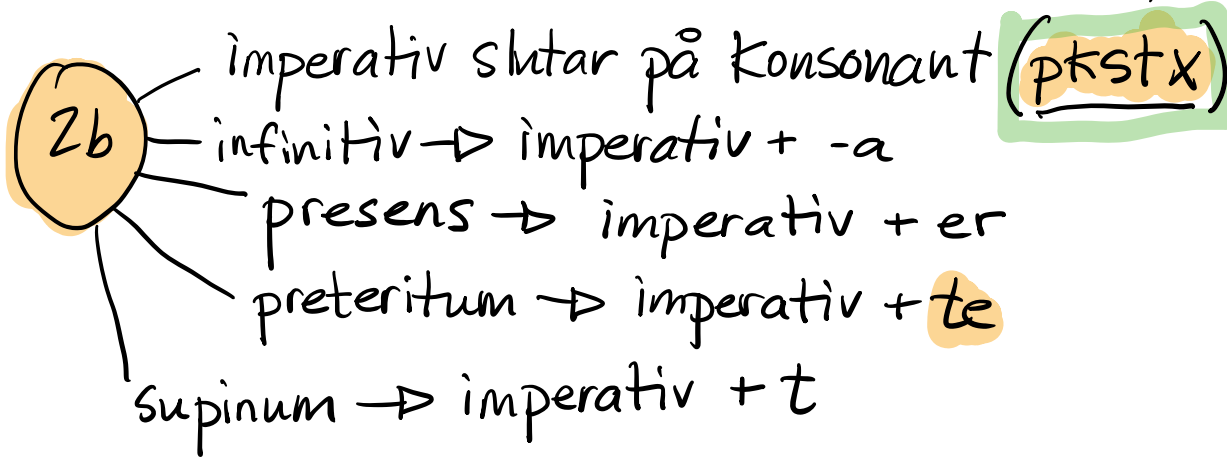 imperativ slutar på konsonant (pkstx)
2b
infinitiv → imperativ + -a
presens → imperativ + er
preteritum → imperativ + te
supinum → imperativ + t